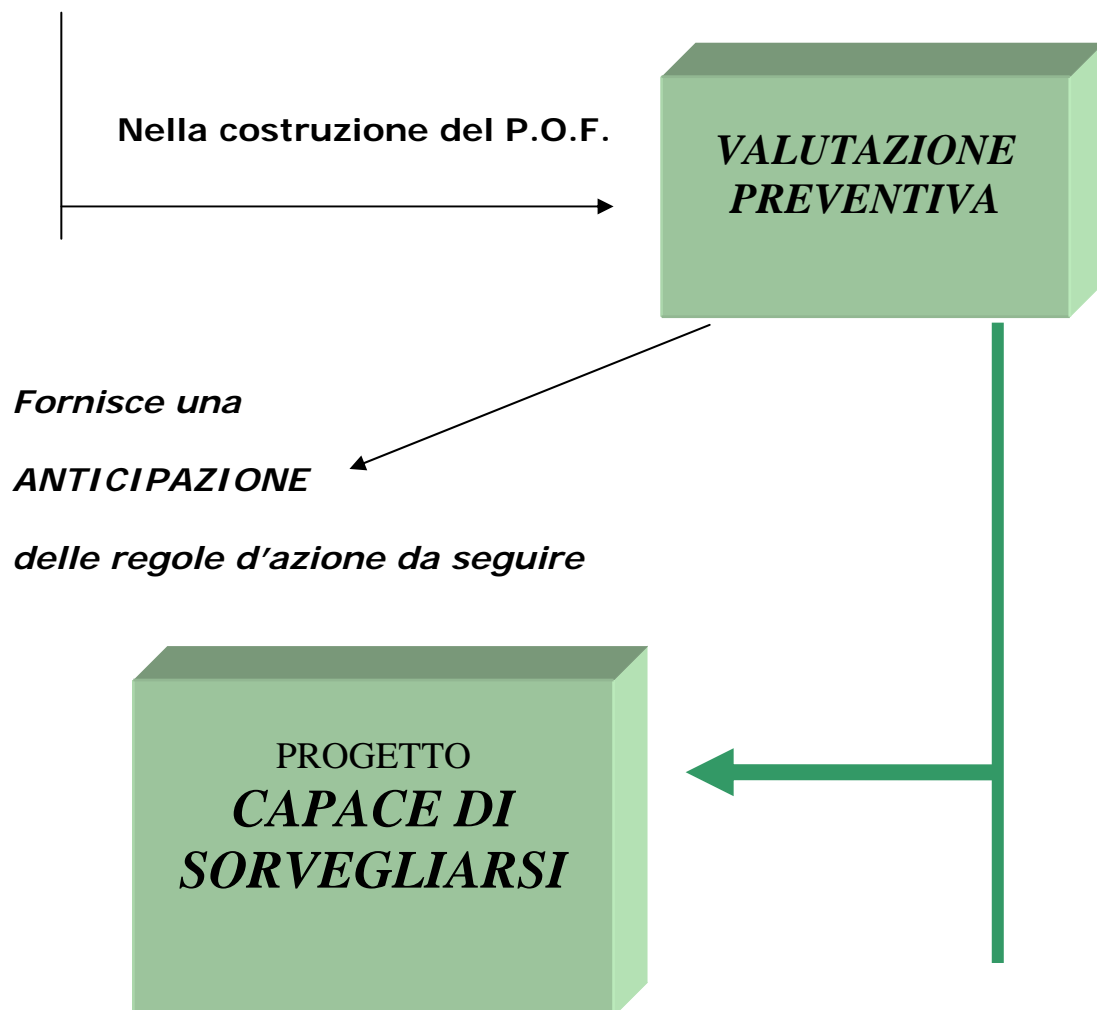 Nella costruzione del P.O.F.
VALUTAZIONE
PREVENTIVA
Fornisce una
ANTICIPAZIONE
delle regole d’azione da seguire
PROGETTO
CAPACE DI
SORVEGLIARSI